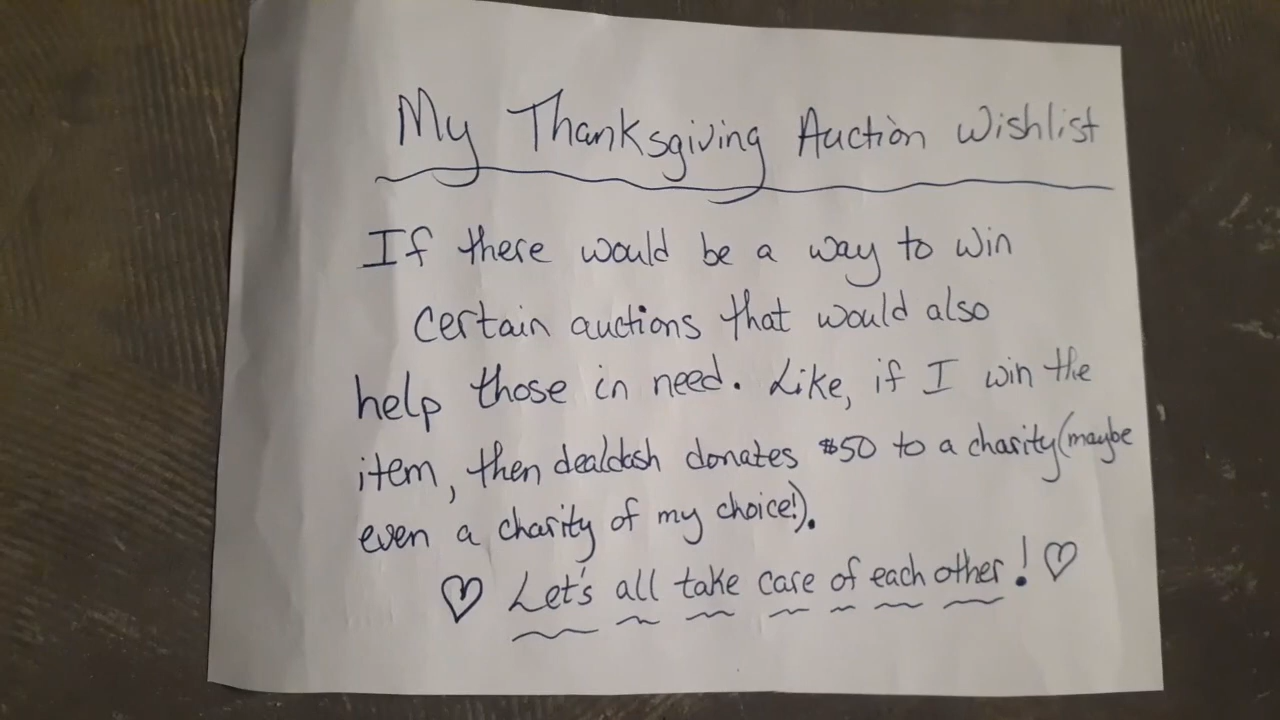 My Thanksgiving Auction Wishlist
If there would be a way to win
certain auctions that would also
help those in need. Like, if I win the
item, then dealdash donates $50 to a charity (maybe
even a charity of my choice!).
♡ Let's all take care of each other! ♡